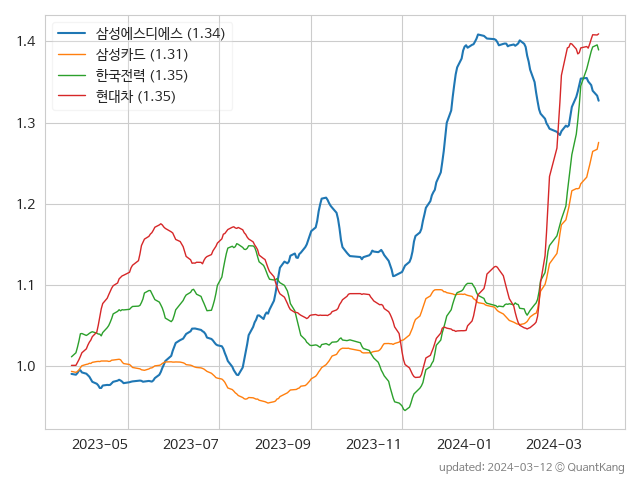 삼성에스디에스 (1.34)
삼성카드 (1.31)
한국전력 (1.35)
현대차 (1.35)
1.4
1.3
1.2
1.1
1.0
2023-05 2023-07 2023-09 2023-11 2024-01 2024-03
updated: 2024-03-12 © QuantKang